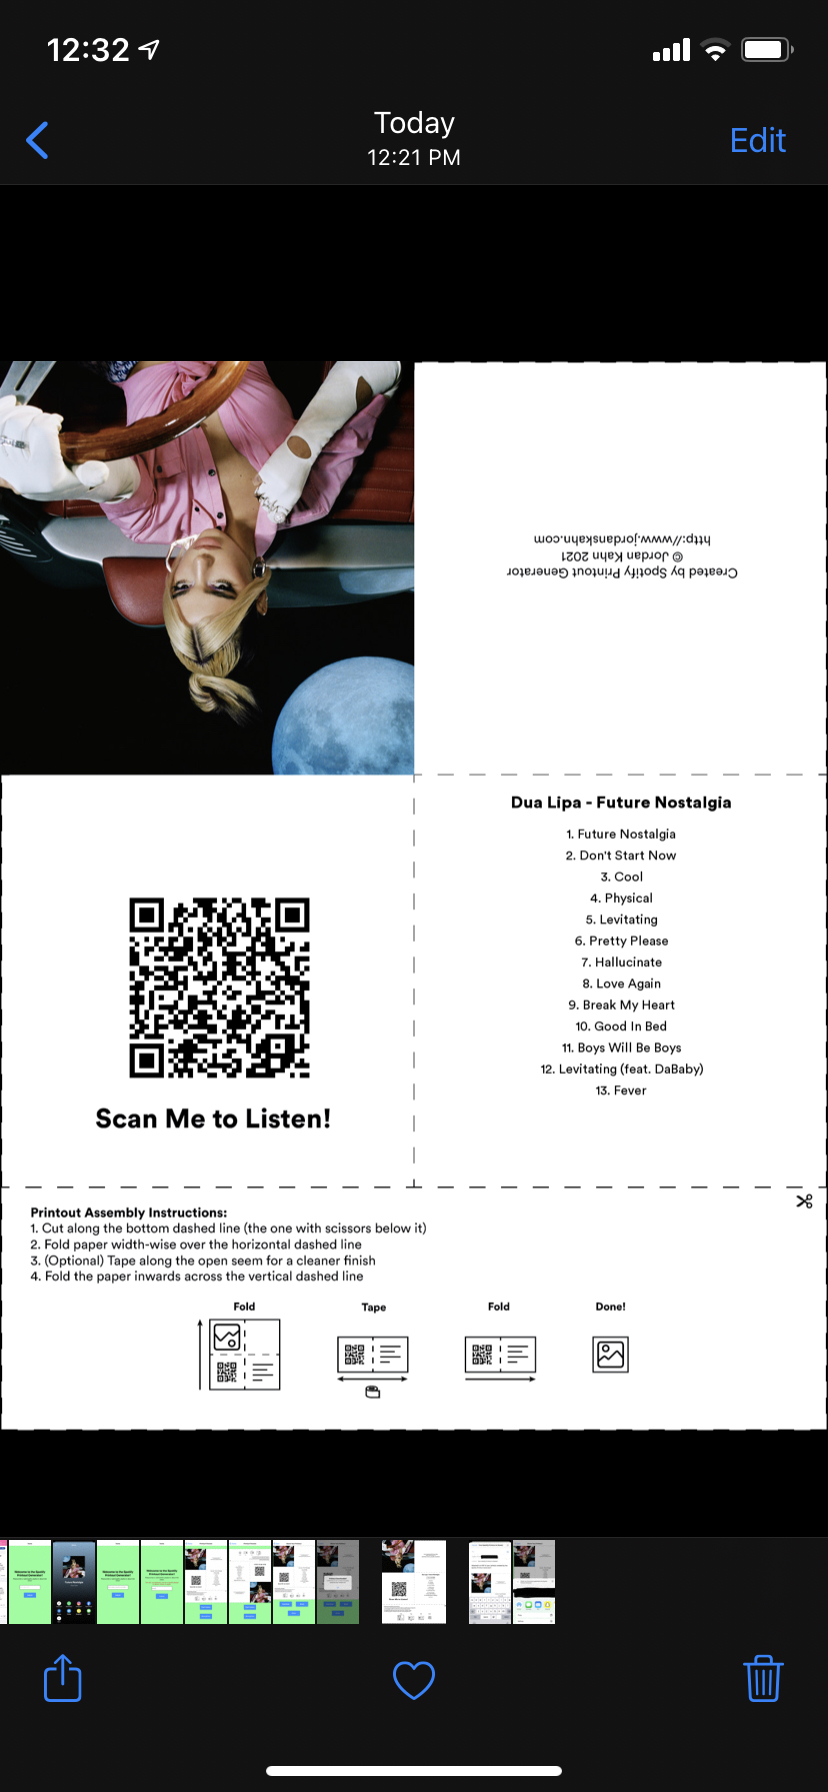 12:32
Today
12:21 PM
Edit
Created by Spotify Printout Generator
© Jordan Kahn 2021
http://www.jordanskahn.com
Dua Lipa - Future Nostalgia
1. Future Nostalgia
2. Don't Start Now
3. Cool
4. Physical
5. Levitating
6. Pretty Please
7. Hallucinate
8. Love Again
9. Break My Heart
10. Good In Bed
11. Boys Will Be Boys
12. Levitating (feat. DaBaby)
13. Fever
Scan Me to Listen!
Printout Assembly Instructions:
1. Cut along the bottom dashed line (the one with scissors below it)
2. Fold paper width-wise over the horizontal dashed line
3. (Optional) Tape along the open seem for a cleaner finish
4. Fold the paper inwards across the vertical dashed line
Fold Tape Fold Done!